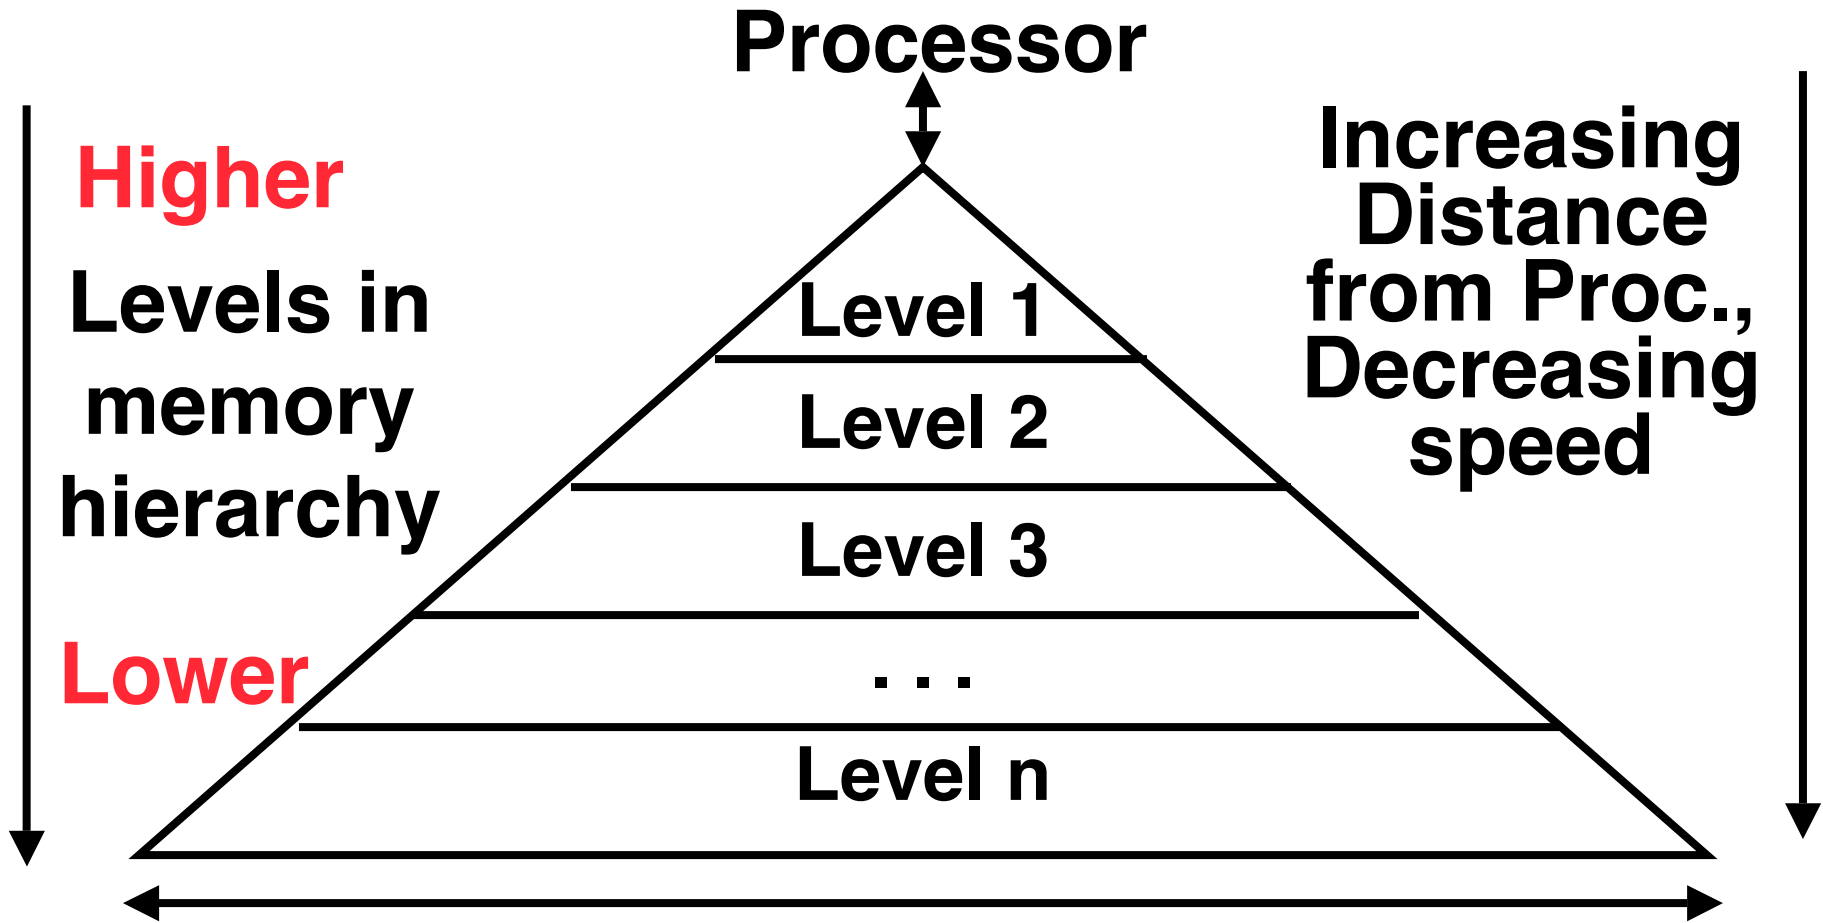 Processor
Higher
Levels in
memory
hierarchy
Lower
Increasing
Distance
from Proc.,
Decreasing
speed
Level 1
Level 2
Level 3
. . .
Level n